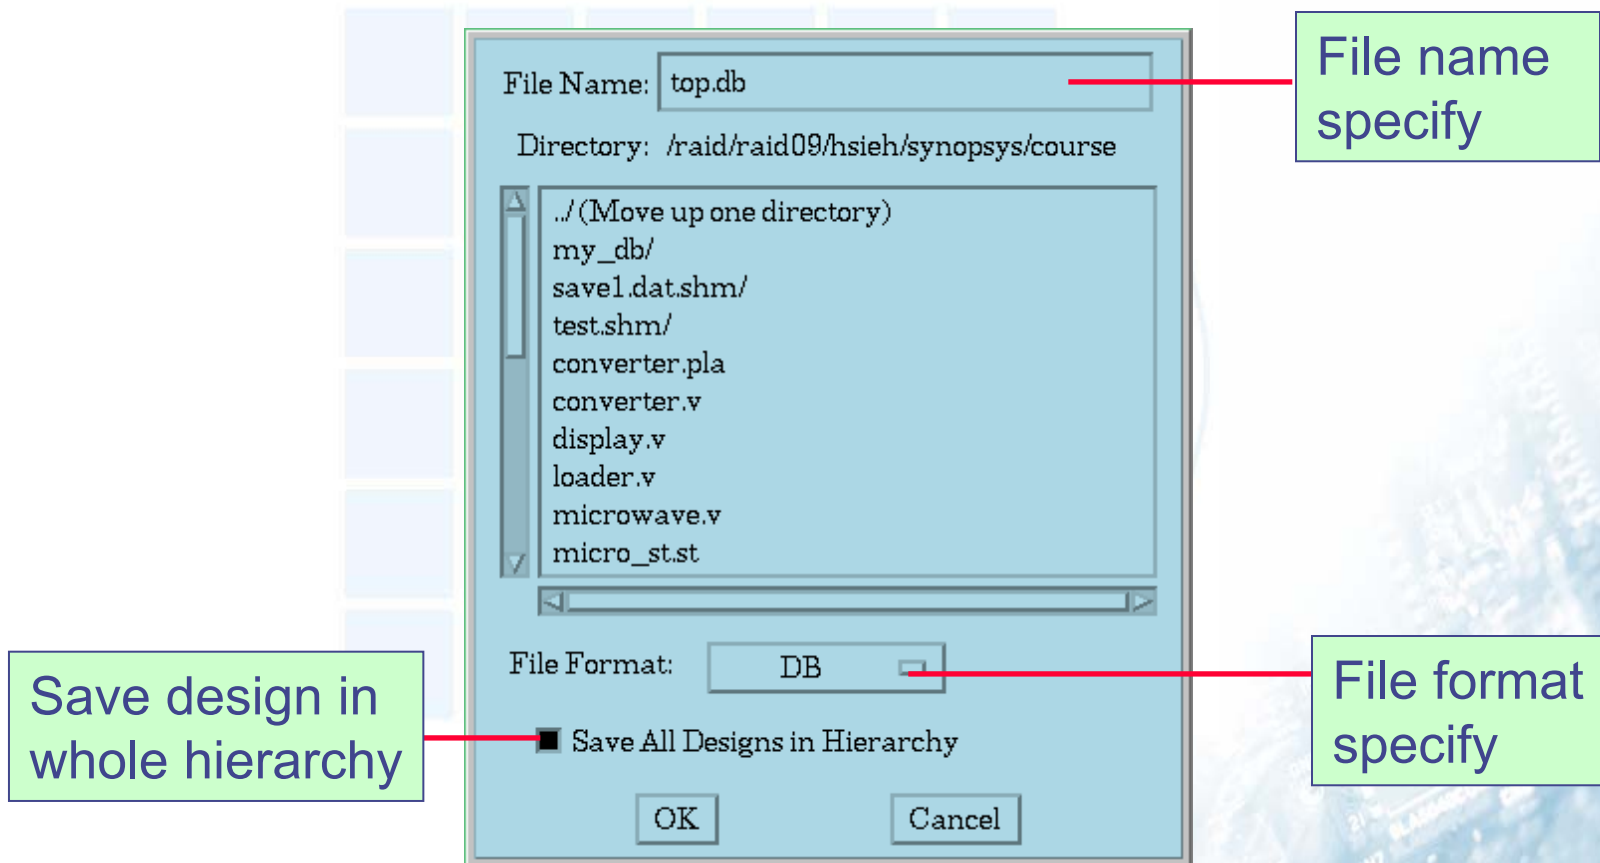 File Name: top.db
File name
specify
Directory: /raid/raid09/hsieh/synopsys/course
../(Move up one directory)
my_db/
save1.dat.shm/
test.shm/
converter.pla
converter.v
display.v
loader.v
microwave.v
micro_st.st
File Format: DB
File format
specify
Save design in
whole hierarchy
Save All Designs in Hierarchy
OK Cancel